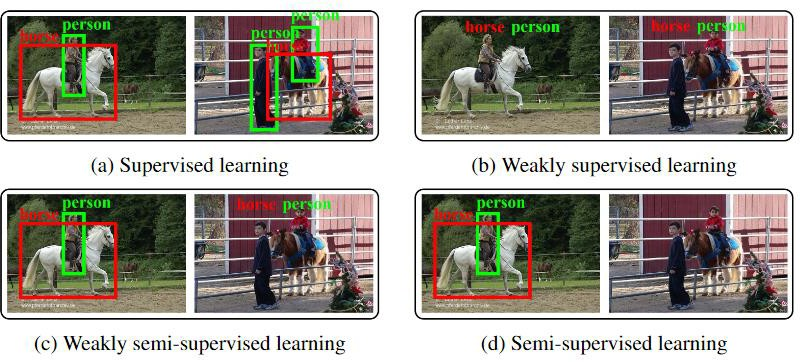 person
horse
person
person
horse
horse person
horse person
(a) Supervised learning
(b) Weakly supervised learning
person
horse
horse person
person
horse
(c) Weakly semi-supervised learning
(d) Semi-supervised learning